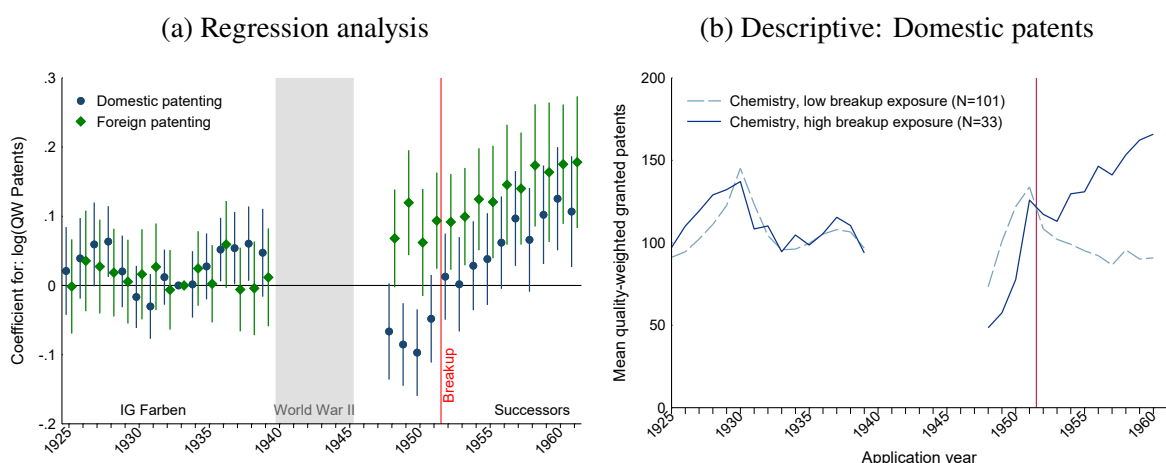 (a) Regression analysis
Coefficient for: log(QW Patents)
.3
.2
.1
0
-.1
-.2
Domestic patenting
Foreign patenting
Breakup
IG Farben
World War II
Successors
1925
1930
1935
1940
1945
1950
1955
1960
(b) Descriptive: Domestic patents
Mean quality-weighted granted patents
200
150
100
50
0
Chemistry, low breakup exposure (N=101)
Chemistry, high breakup exposure (N=33)
1925
1930
1935
1940
1945
1950
1955
1960
Application year